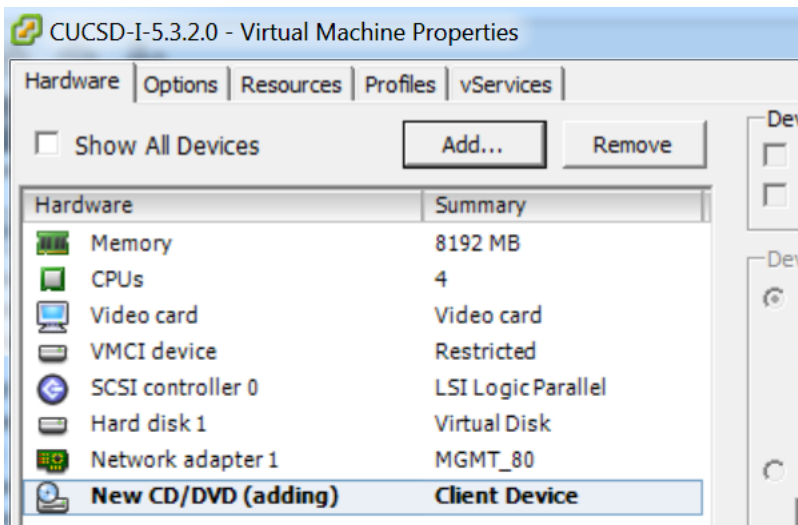 CUCSD-I-5.3.2.0 - Virtual Machine Properties
Hardware Options Resources Profiles vServices
Show All Devices Add... Remove
Hardware Summary
Memory 8192 MB
CPUs 4
Video card Video card
VMCI device Restricted
SCSI controller 0 LSI Logic Parallel
Hard disk 1 Virtual Disk
Network adapter 1 MGMT_80
New CD/DVD (adding) Client Device